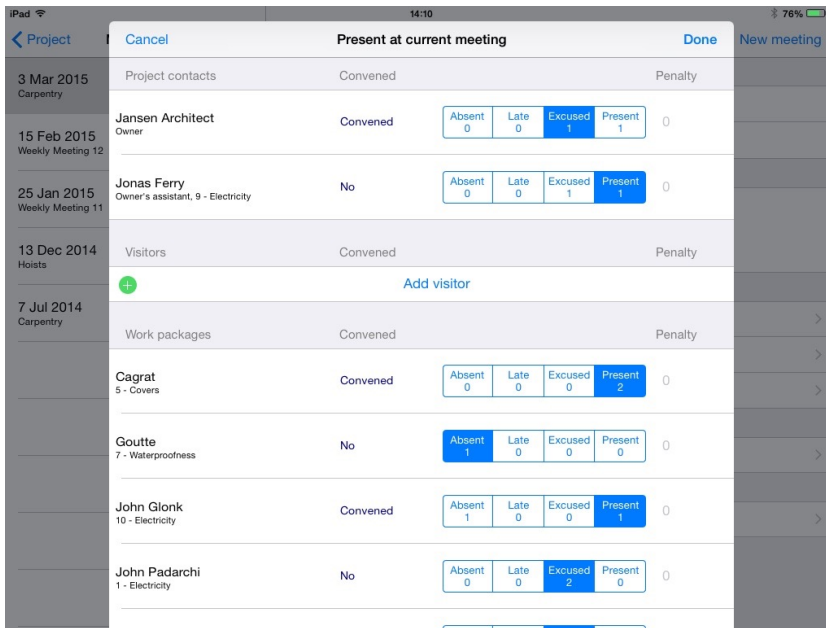 iPad 14:10 76%
Project Cancel Present at current meeting Done New meeting
Project contacts Convened Penalty
3 Mar 2015
Carpentry
15 Feb 2015
Weekly Meeting 12
25 Jan 2015
Weekly Meeting 11
13 Dec 2014
Hoists
7 Jul 2014
Carpentry
Jansen Architect
Owner
Convened
Absent Late Excused Present
0 0 1 1
0
Jonas Ferry
Owner's assistant, 9 - Electricity
No
Absent Late Excused Present
0 0 1 1
0
Visitors Convened Penalty
Add visitor
Work packages Convened Penalty
Cagrat
5 - Covers
Convened
Absent Late Excused Present
0 0 0 2
0
Goutte
7 - Waterproofness
No
Absent Late Excused Present
1 0 0 0
0
John Glonk
10 - Electricity
Convened
Absent Late Excused Present
1 0 0 1
0
John Padarchi
1 - Electricity
No
Absent Late Excused Present
0 0 2 0
0